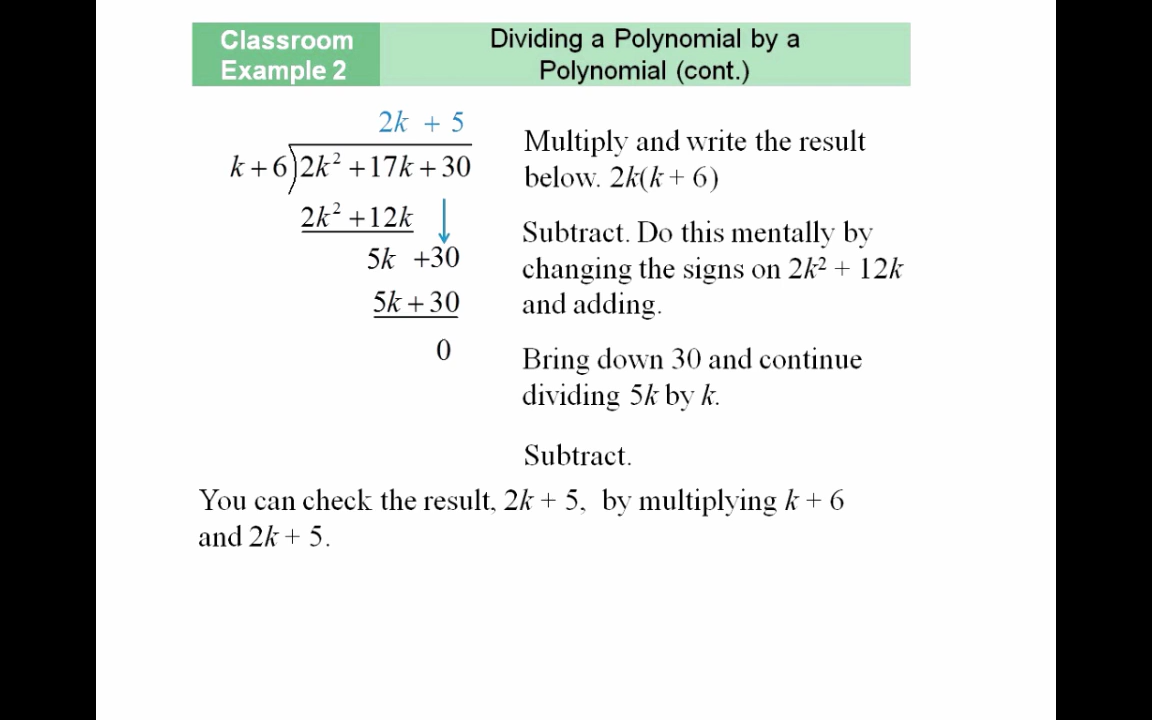 Classroom
Example 2
Dividing a Polynomial by a
Polynomial (cont.)
2k + 5
k + 6)2k² + 17k + 30
2k² + 12k
5k +30
5k + 30
0
Multiply and write the result
below. 2k(k + 6)
Subtract. Do this mentally by
changing the signs on 2k² + 12k
and adding.
Bring down 30 and continue
dividing 5k by k.
Subtract.
You can check the result, 2k + 5, by multiplying k + 6
and 2k + 5.